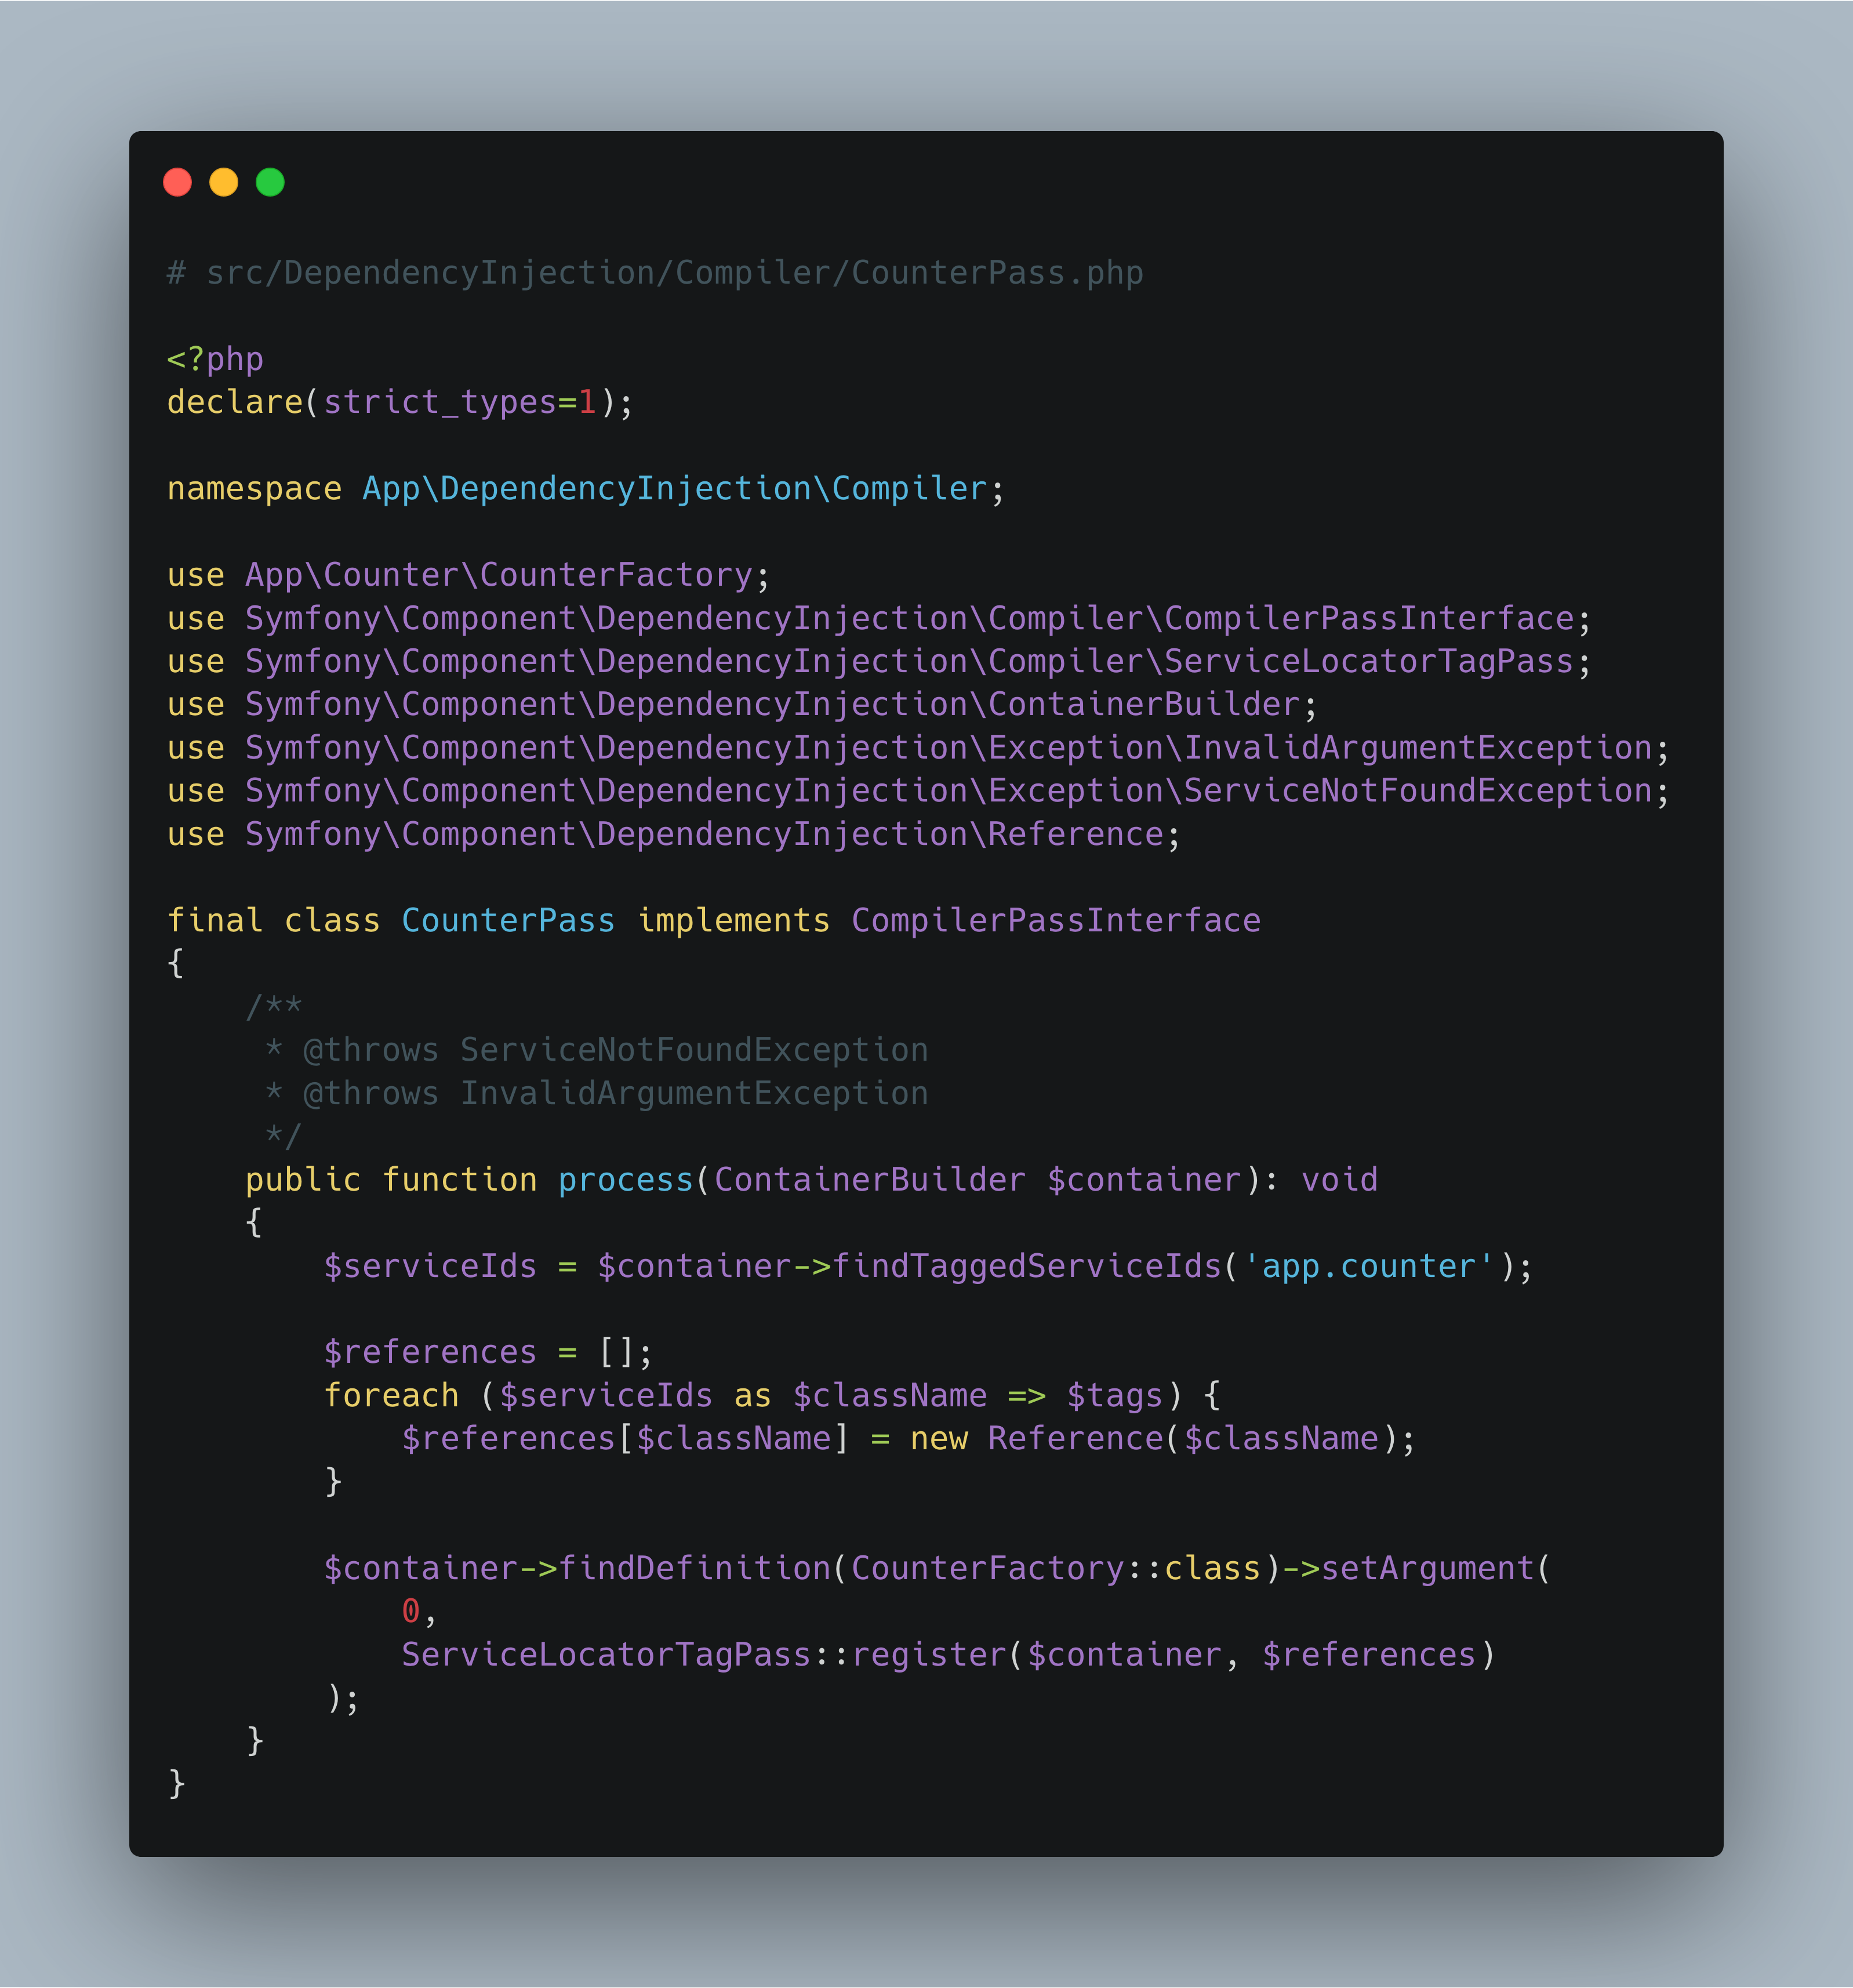 # src/DependencyInjection/Compiler/CounterPass.php
<?php
declare(strict_types=1);
namespace App\DependencyInjection\Compiler;
use App\Counter\CounterFactory;
use Symfony\Component\DependencyInjection\Compiler\CompilerPassInterface;
use Symfony\Component\DependencyInjection\Compiler\ServiceLocatorTagPass;
use Symfony\Component\DependencyInjection\ContainerBuilder;
use Symfony\Component\DependencyInjection\Exception\InvalidArgumentException;
use Symfony\Component\DependencyInjection\Exception\ServiceNotFoundException;
use Symfony\Component\DependencyInjection\Reference;
final class CounterPass implements CompilerPassInterface
{
    /**
     * @throws ServiceNotFoundException
     * @throws InvalidArgumentException
     */
    public function process(ContainerBuilder $container): void
    {
        $serviceIds = $container->findTaggedServiceIds('app.counter');
        $references = [];
        foreach ($serviceIds as $className => $tags) {
            $references[$className] = new Reference($className);
        }
        $container->findDefinition(CounterFactory::class)->setArgument(
            0,
            ServiceLocatorTagPass::register($container, $references)
        );
    }
}